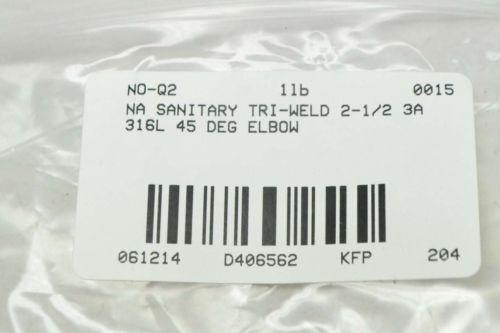 NO-Q2 1lb 0015
NA SANITARY TRI-WELD 2-1/2 3A
316L 45 DEG ELBOW
061214 D406562 KFP 204